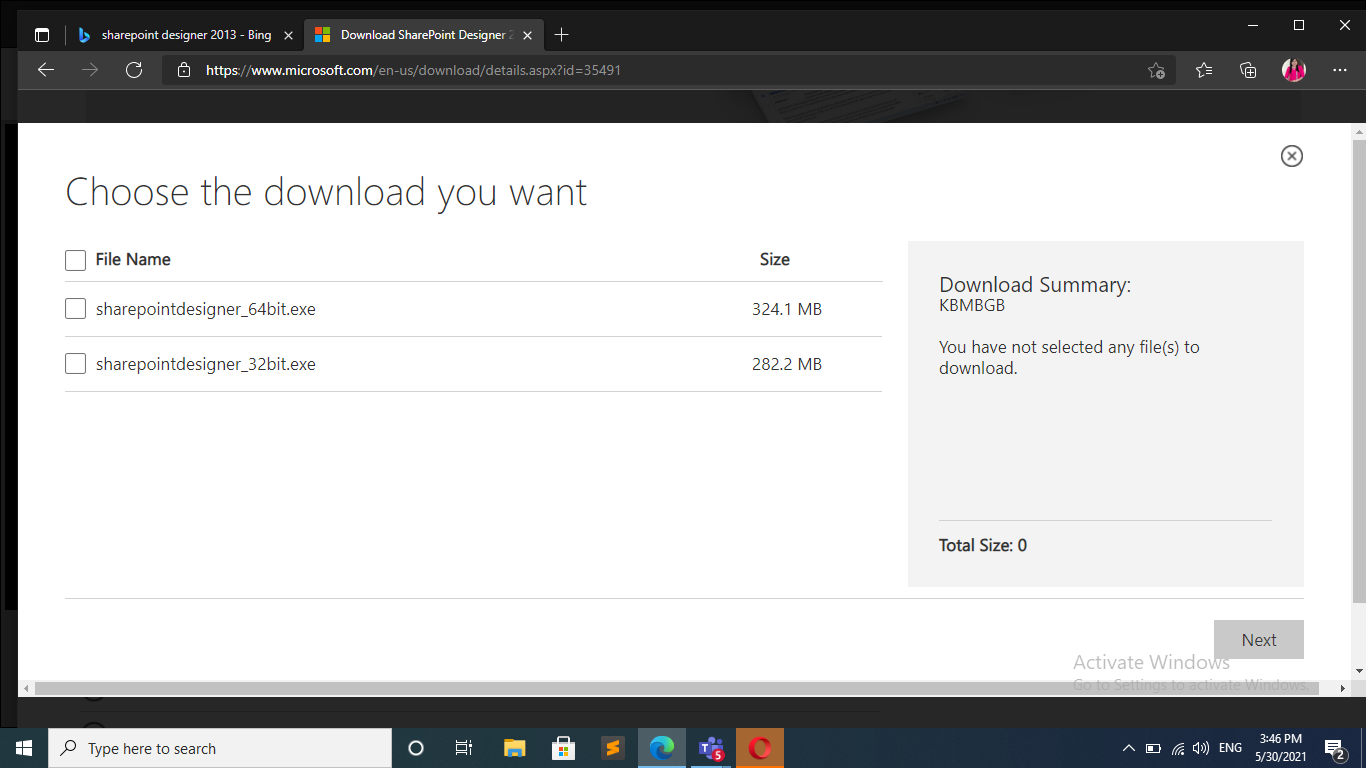 sharepoint designer 2013 - Bing
Download SharePoint Designer 2
https://www.microsoft.com/en-us/download/details.aspx?id=35491
Choose the download you want
File Name Size
sharepointdesigner_64bit.exe 324.1 MB
sharepointdesigner_32bit.exe 282.2 MB
Download Summary:
KBMBGB
You have not selected any file(s) to
download.
Total Size: 0
Next
Activate Windows
Go to Settings to activate Windows.
Type here to search
5
ENG
3:46 PM
5/30/2021
2